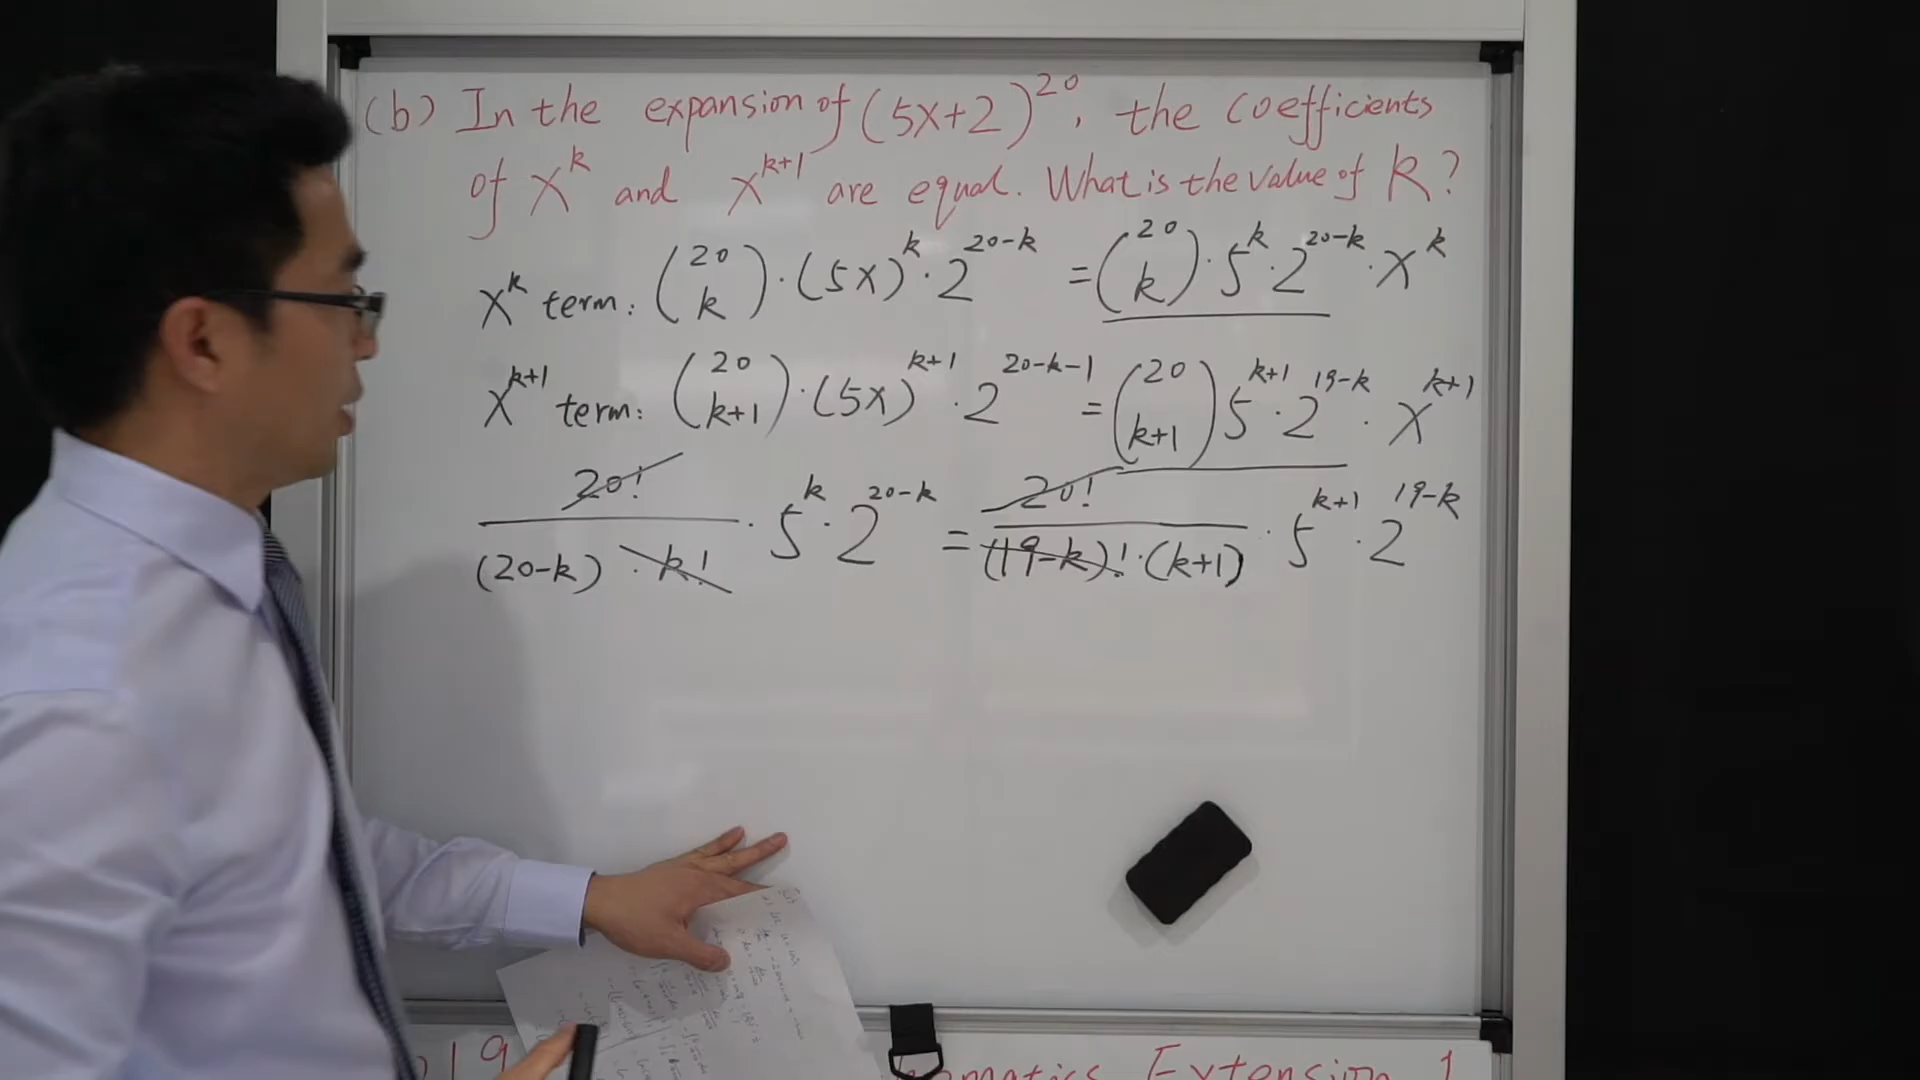 (b) In the expansion of (5x+2)^20, the coefficients
of x^k and x^{k+1} are equal. What is the value of k?
x^k term: (20 k)·(5x)^k·2^{20-k} = (20 k)·5^k·2^{20-k}·x^k
x^{k+1} term: (20 k+1)·(5x)^{k+1}·2^{20-k-1} = (20 k+1)5^{k+1}·2^{19-k}·x^{k+1}
20!/((20-k)·k!)·5^k·2^{20-k} = 20!/((19-k)!·(k+1))·5^{k+1}·2^{19-k}
19 Extension 1